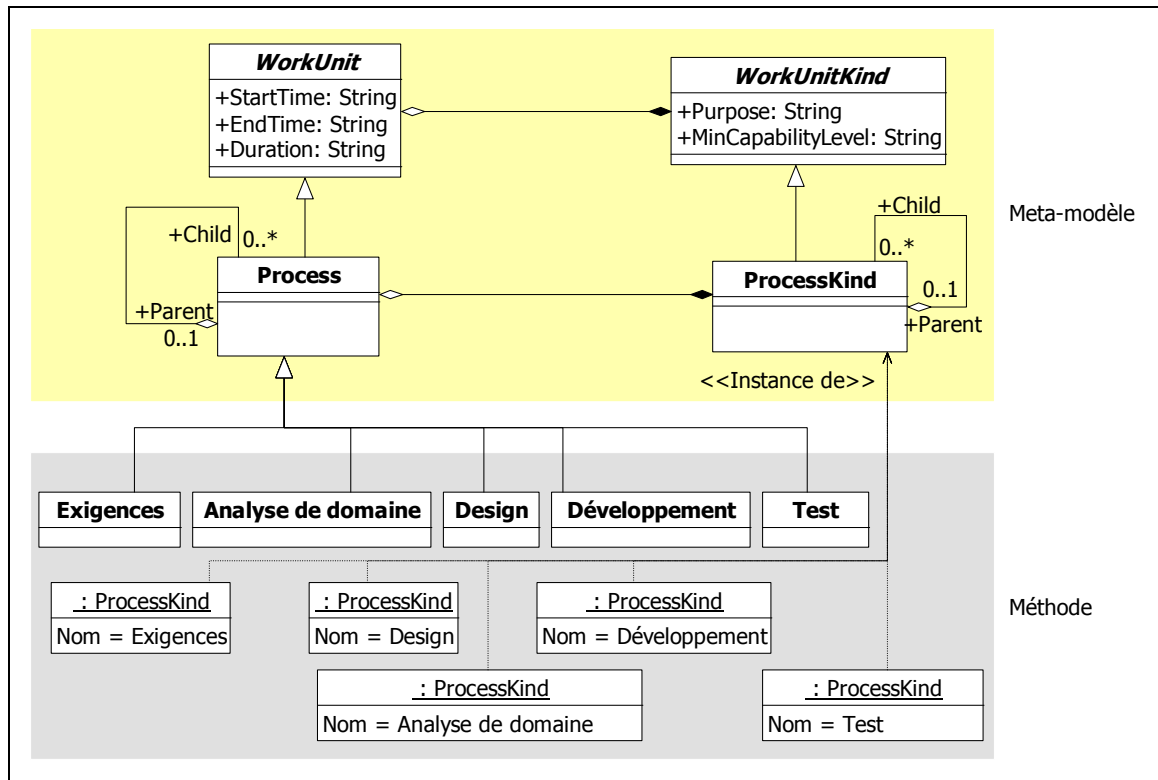 WorkUnit
+StartTime: String
+EndTime: String
+Duration: String
WorkUnitKind
+Purpose: String
+MinCapabilityLevel: String
+Child
0..*
Process
+Parent
0..1
+Child
0..*
ProcessKind
0..1
+Parent
<<Instance de>>
Meta-modèle
Exigences
Analyse de domaine
Design
Développement
Test
: ProcessKind
Nom = Exigences
: ProcessKind
Nom = Design
: ProcessKind
Nom = Développement
: ProcessKind
Nom = Analyse de domaine
: ProcessKind
Nom = Test
Méthode